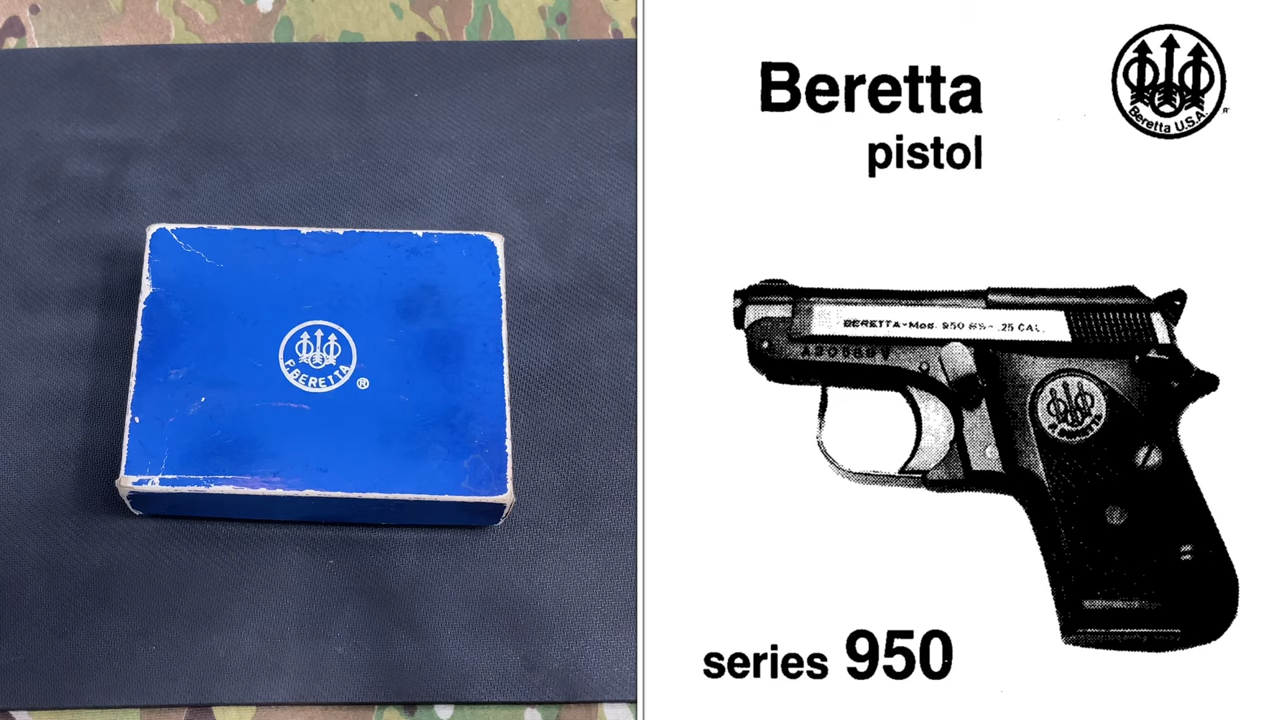 P. BERETTA
®
Beretta
pistol
Beretta U.S.A.
BERETTA-Mod. 950 BS- .25 CAL.
series 950